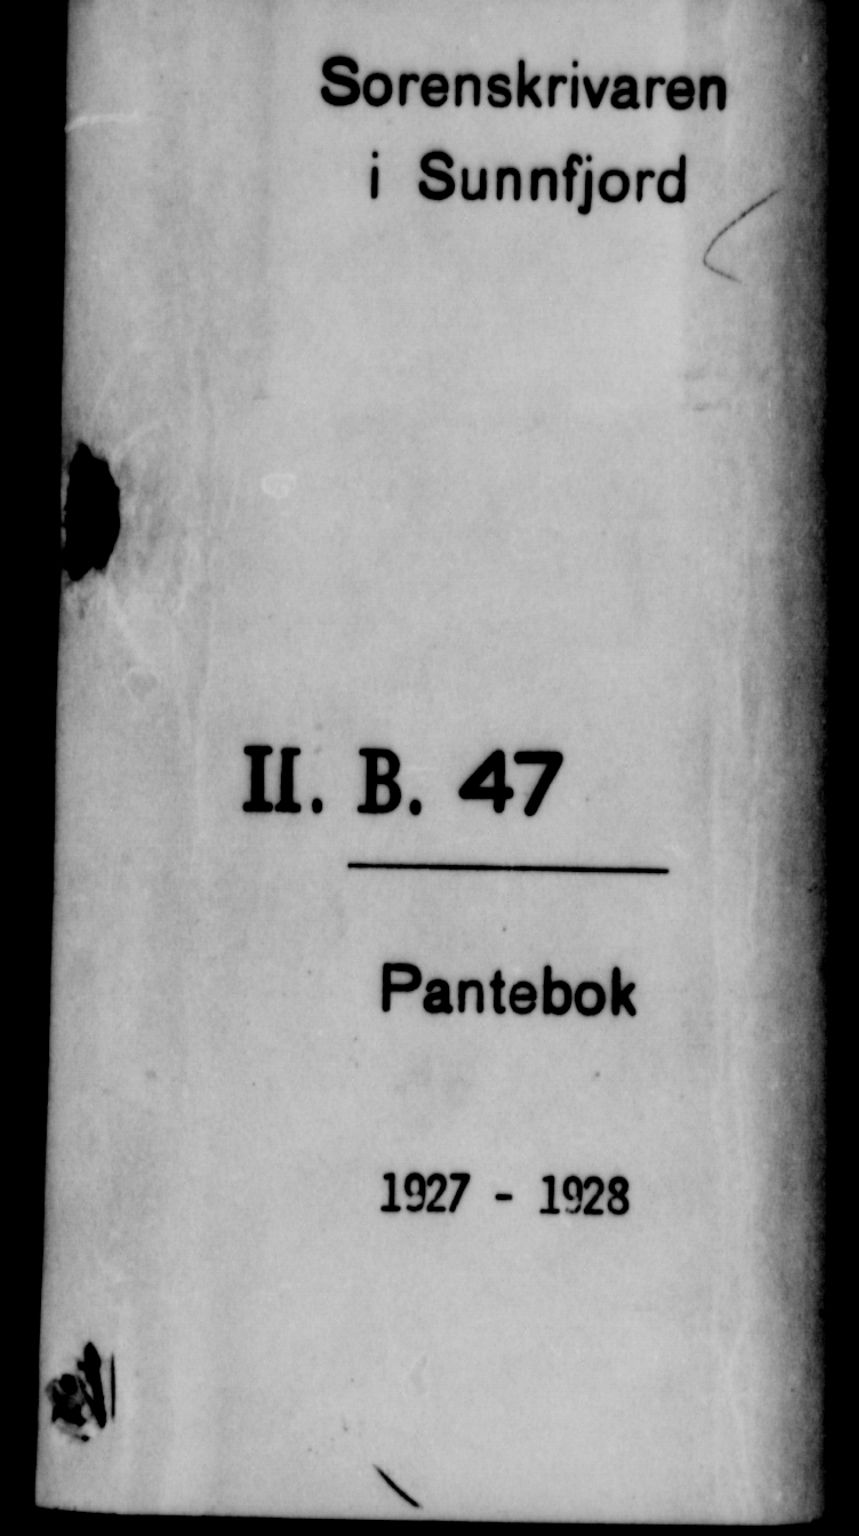 Sorenskrivaren
i Sunnfjord
II. B. 47
Pantebok
1927 - 1928